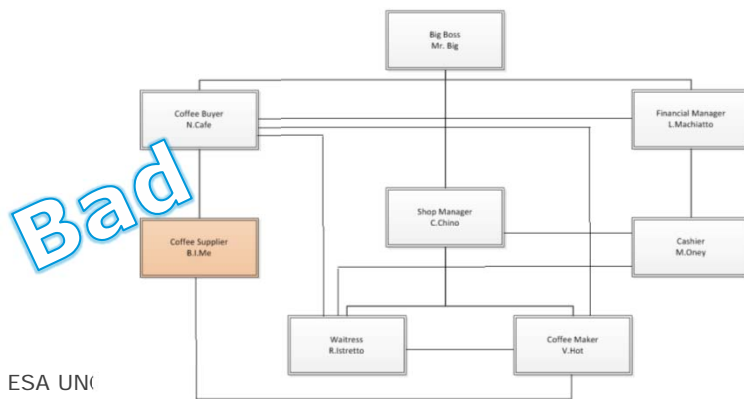 Big Boss
Mr. Big
Coffee Buyer
N.Cafe
Financial Manager
L.Machiatto
Bad
Shop Manager
C.Chino
Coffee Supplier
B.I.Me
Cashier
M.Oney
Waitress
R.Istretto
Coffee Maker
V.Hot
ESA